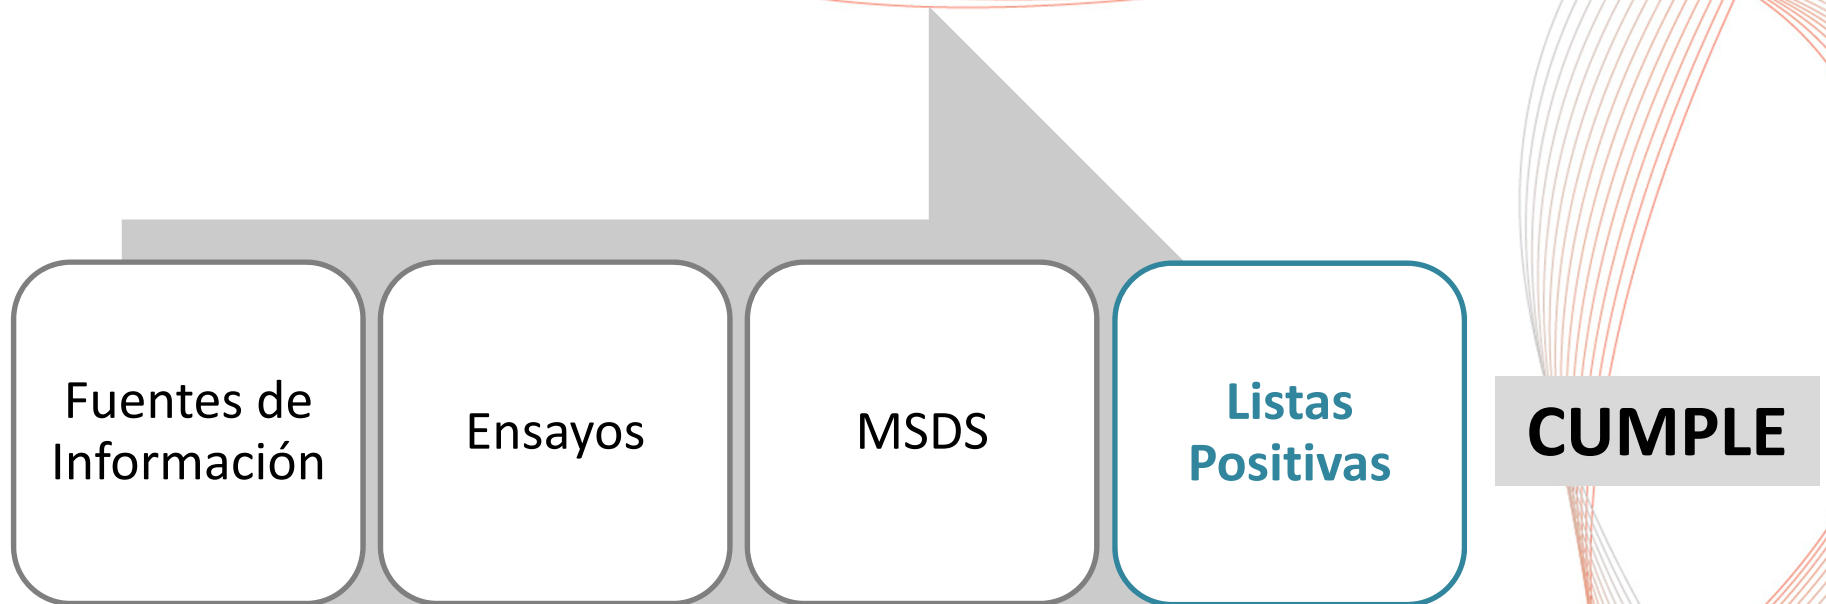 Fuentes de
Información
Ensayos
MSDS
Listas
Positivas
CUMPLE